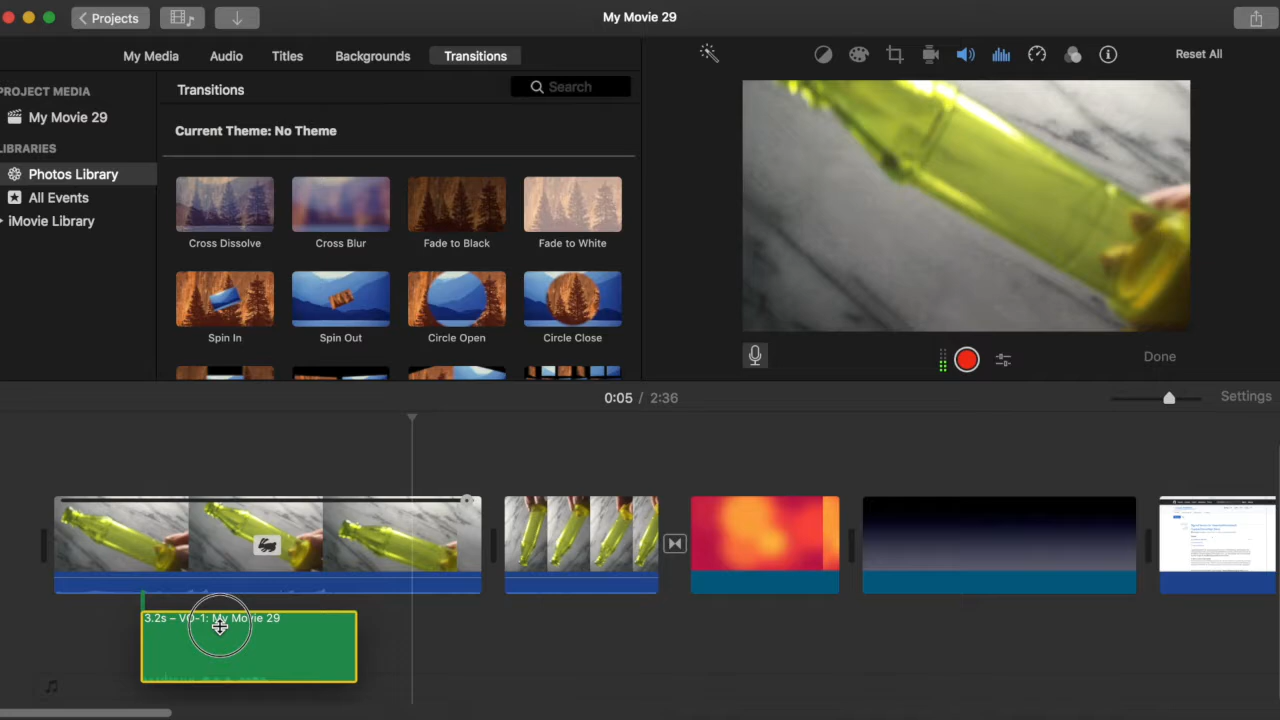 Projects
My Movie 29
My Media
Audio
Titles
Backgrounds
Transitions
Reset All
PROJECT MEDIA
My Movie 29
LIBRARIES
Photos Library
All Events
iMovie Library
Transitions
Search
Current Theme: No Theme
Cross Dissolve
Cross Blur
Fade to Black
Fade to White
Spin In
Spin Out
Circle Open
Circle Close
Done
0:05 / 2:36
Settings
3.2s – VO-1: My Movie 29